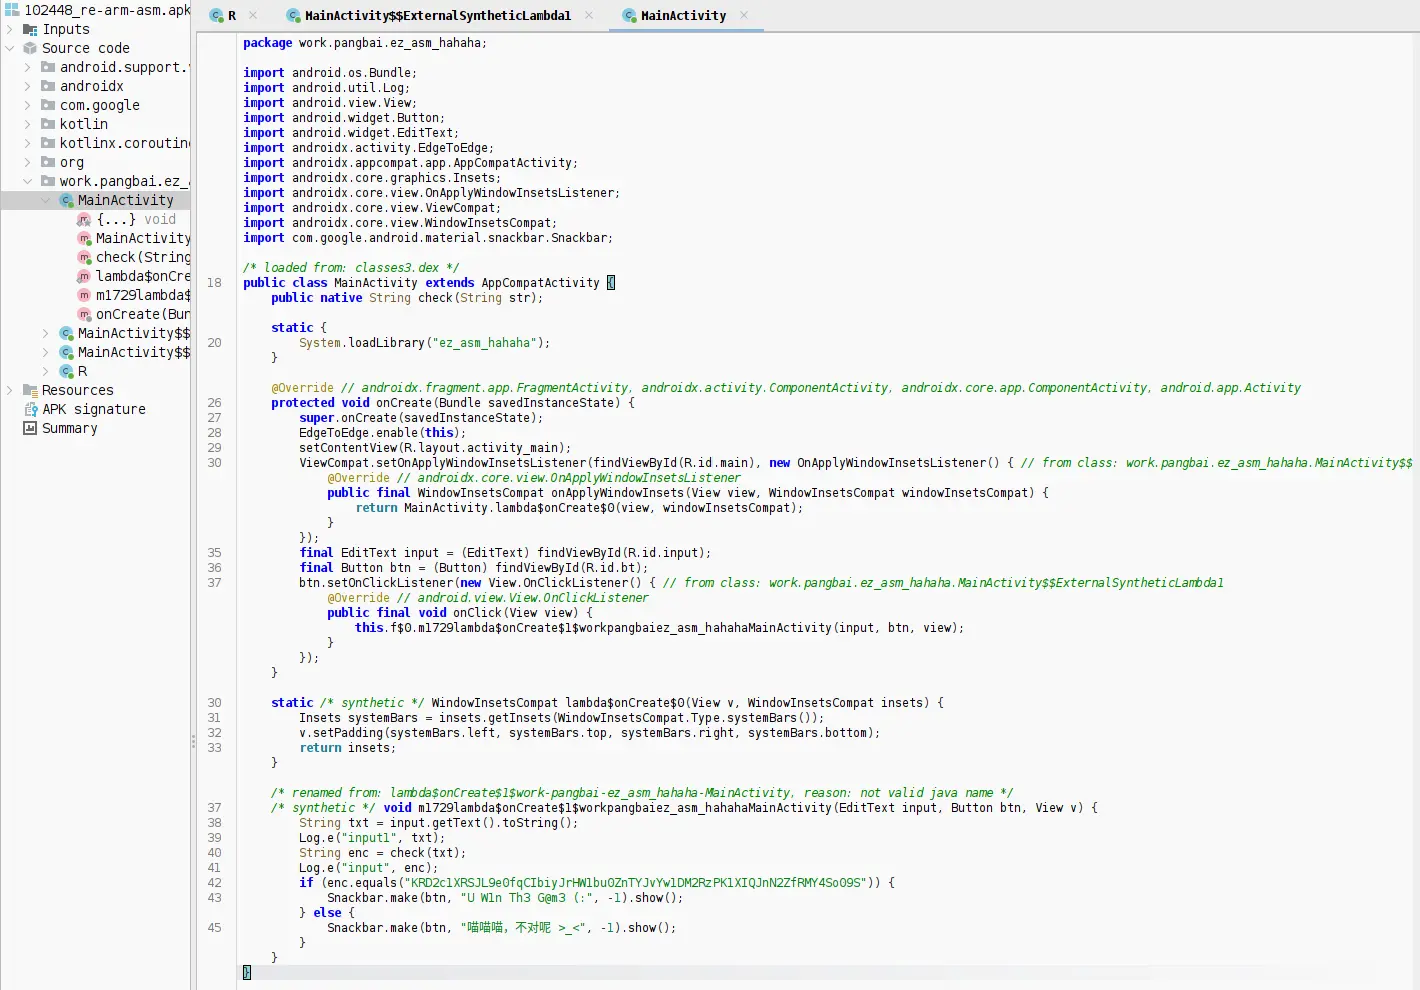 102448_re-arm-asm.apk
Inputs
Source code
android.support.v
androidx
com.google
kotlin
kotlinx.coroutine
org
work.pangbai.ez_a
MainActivity
{...} void
MainActivity
check(String
lambda$onCre
m1729lambda$
onCreate(Bun
MainActivity$$
MainActivity$$
R
Resources
APK signature
Summary
R × MainActivity$$ExternalSyntheticLambda1 × MainActivity ×
package work.pangbai.ez_asm_hahaha;
import android.os.Bundle;
import android.util.Log;
import android.view.View;
import android.widget.Button;
import android.widget.EditText;
import androidx.activity.EdgeToEdge;
import androidx.appcompat.app.AppCompatActivity;
import androidx.core.graphics.Insets;
import androidx.core.view.OnApplyWindowInsetsListener;
import androidx.core.view.ViewCompat;
import androidx.core.view.WindowInsetsCompat;
import com.google.android.material.snackbar.Snackbar;
/* loaded from: classes3.dex */
18 public class MainActivity extends AppCompatActivity {
public native String check(String str);
static {
20 System.loadLibrary("ez_asm_hahaha");
}
@Override // androidx.fragment.app.FragmentActivity, androidx.activity.ComponentActivity, androidx.core.app.ComponentActivity, android.app.Activity
26 protected void onCreate(Bundle savedInstanceState) {
27 super.onCreate(savedInstanceState);
28 EdgeToEdge.enable(this);
29 setContentView(R.layout.activity_main);
30 ViewCompat.setOnApplyWindowInsetsListener(findViewById(R.id.main), new OnApplyWindowInsetsListener() { // from class: work.pangbai.ez_asm_hahaha.MainActivity$$
@Override // androidx.core.view.OnApplyWindowInsetsListener
public final WindowInsetsCompat onApplyWindowInsets(View view, WindowInsetsCompat windowInsetsCompat) {
return MainActivity.lambda$onCreate$0(view, windowInsetsCompat);
}
});
35 final EditText input = (EditText) findViewById(R.id.input);
36 final Button btn = (Button) findViewById(R.id.bt);
37 btn.setOnClickListener(new View.OnClickListener() { // from class: work.pangbai.ez_asm_hahaha.MainActivity$$ExternalSyntheticLambda1
@Override // android.view.View.OnClickListener
public final void onClick(View view) {
this.f$0.m1729lambda$onCreate$1$workpangbaiez_asm_hahahaMainActivity(input, btn, view);
}
});
}
30 static /* synthetic */ WindowInsetsCompat lambda$onCreate$0(View v, WindowInsetsCompat insets) {
31 Insets systemBars = insets.getInsets(WindowInsetsCompat.Type.systemBars());
32 v.setPadding(systemBars.left, systemBars.top, systemBars.right, systemBars.bottom);
33 return insets;
}
/* renamed from: lambda$onCreate$1$work-pangbai-ez_asm_hahaha-MainActivity, reason: not valid java name */
37 /* synthetic */ void m1729lambda$onCreate$1$workpangbaiez_asm_hahahaMainActivity(EditText input, Button btn, View v) {
38 String txt = input.getText().toString();
39 Log.e("input1", txt);
40 String enc = check(txt);
41 Log.e("input", enc);
42 if (enc.equals("KRD2c1XRSJL9e0fqCIbiyJrHW1bu0ZnTYJvYw1DM2RzPK1XIQJnN2ZfRMY4So09S")) {
43 Snackbar.make(btn, "U W1n Th3 G@m3 (:", -1).show();
} else {
45 Snackbar.make(btn, "喵喵喵，不对呢 >_<", -1).show();
}
}
}